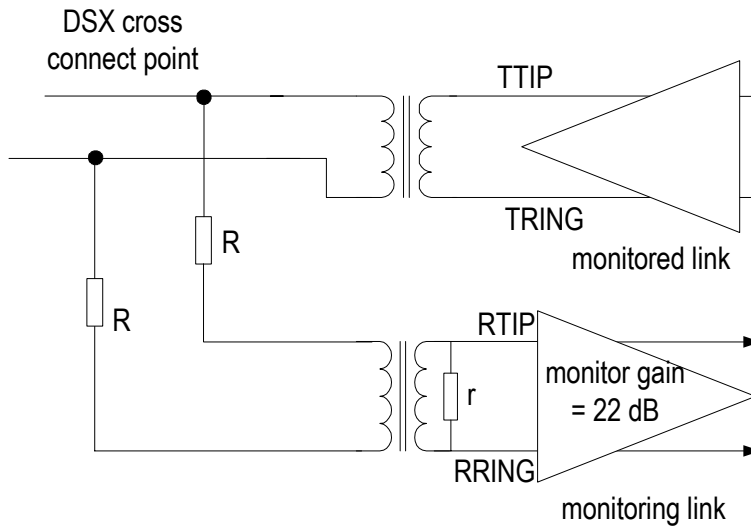 DSX cross
connect point
TTIP
TRING
monitored link
R
R
RTIP
monitor gain
= 22 dB
r
RRING
monitoring link